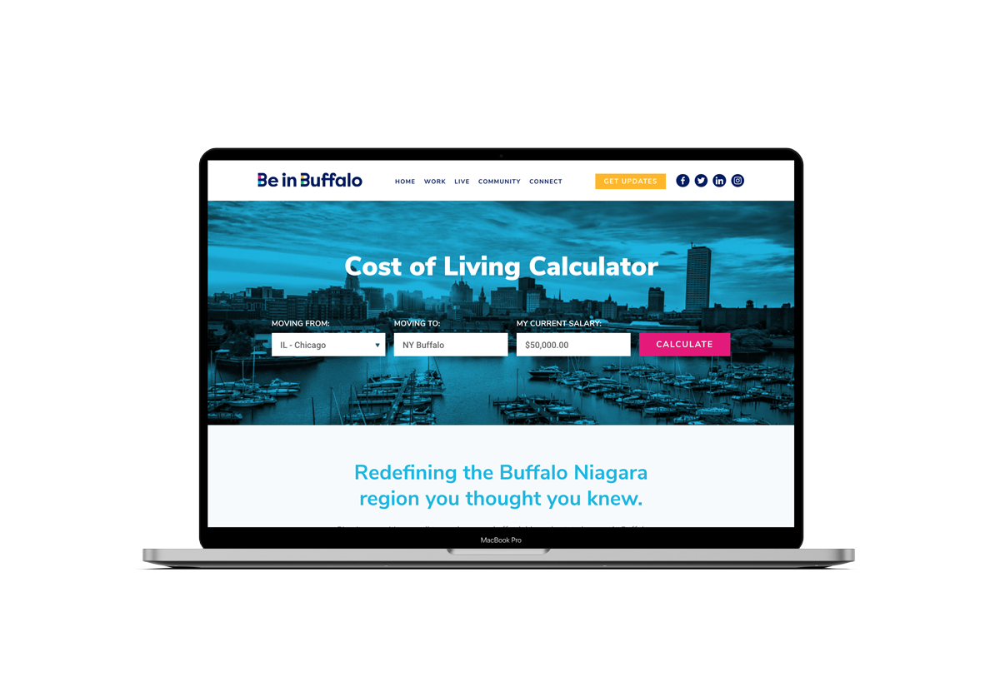 Be in Buffalo
HOME WORK LIVE COMMUNITY CONNECT
GET UPDATES
Cost of Living Calculator
MOVING FROM: MOVING TO: MY CURRENT SALARY:
IL - Chicago NY Buffalo $50,000.00 CALCULATE
Redefining the Buffalo Niagara
region you thought you knew.
MacBook Pro